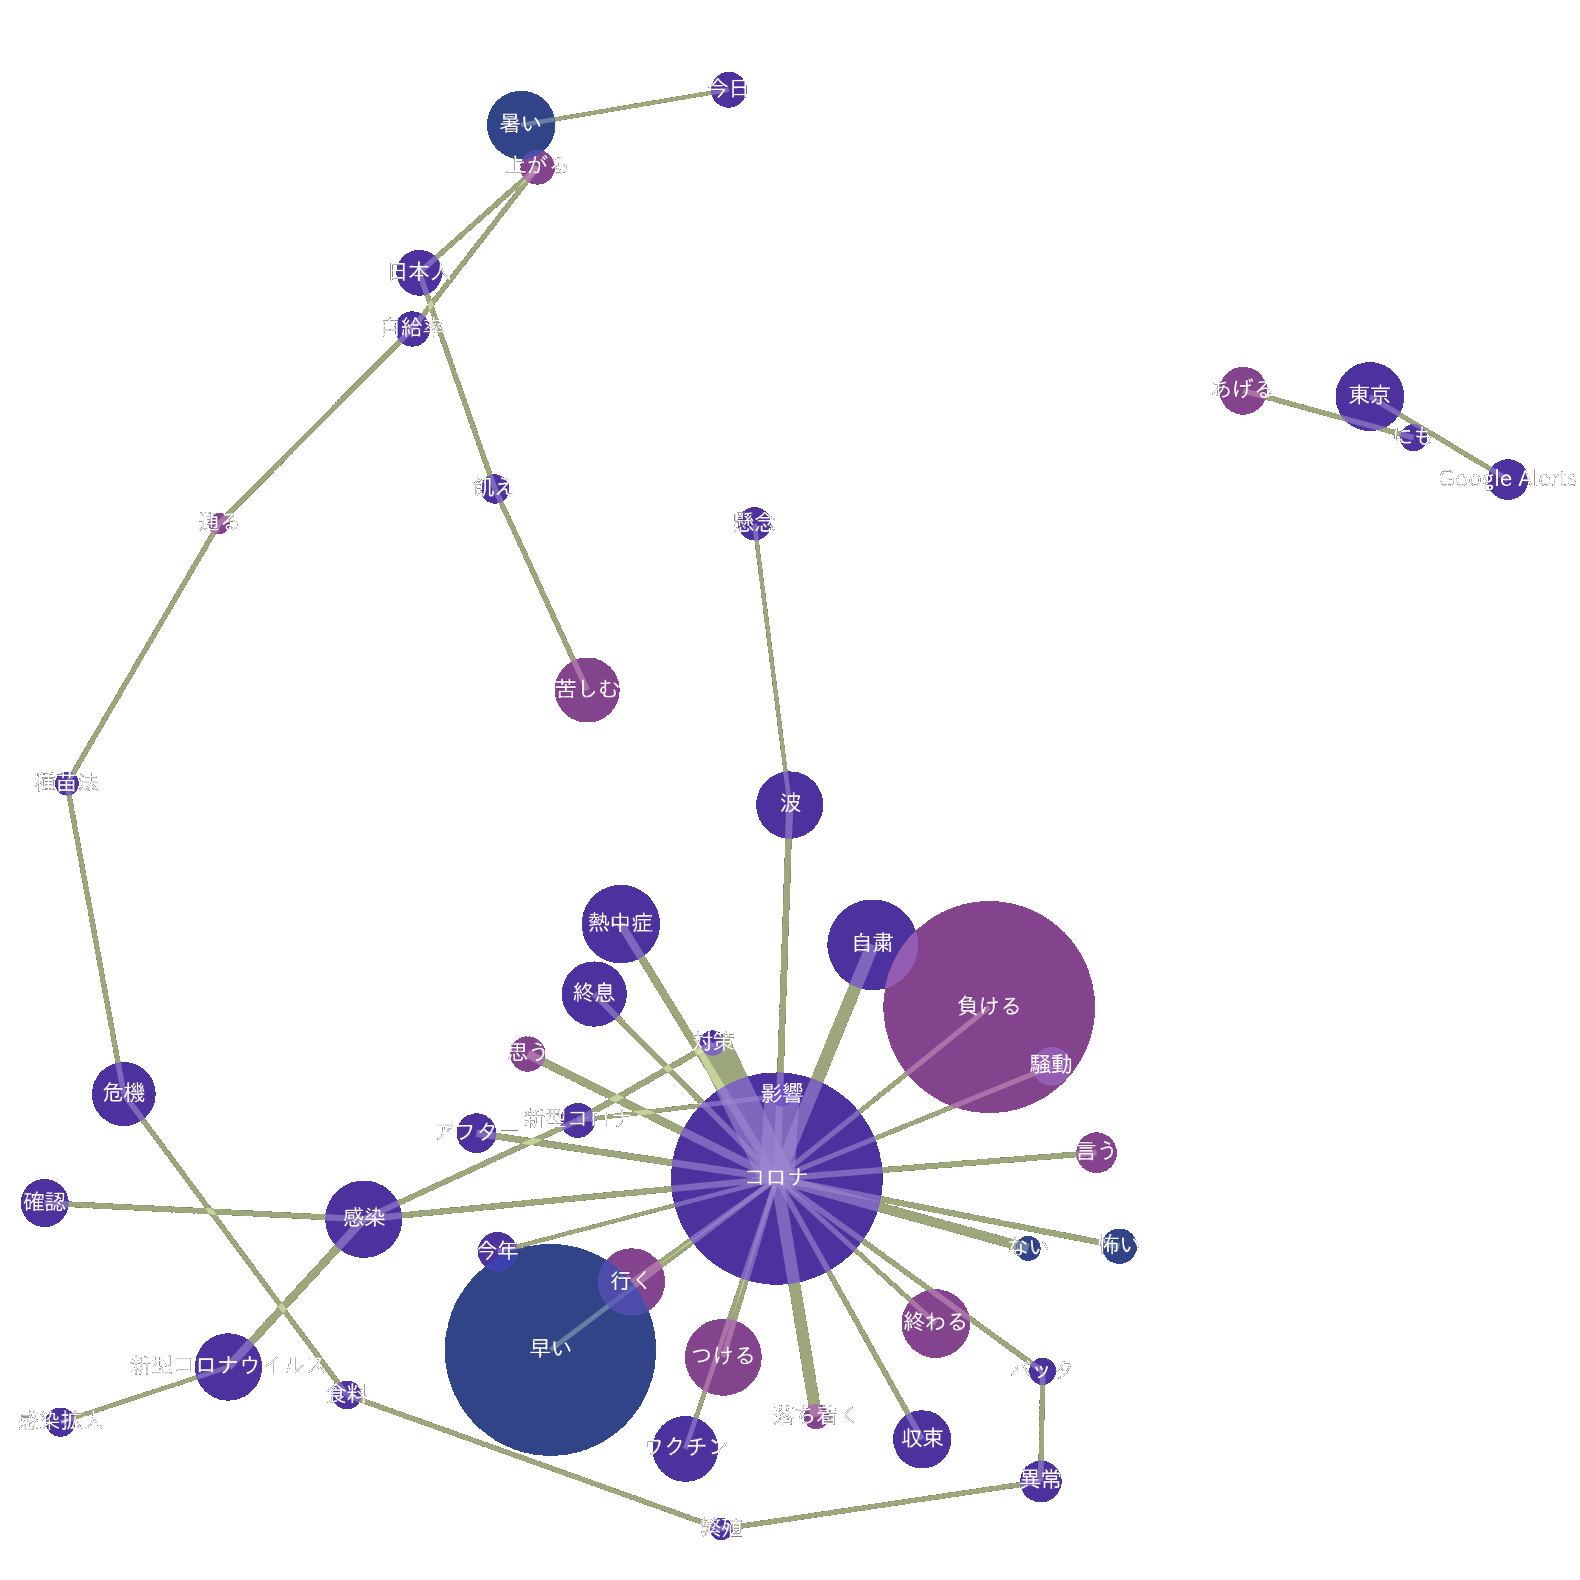 今日
暑い
上がる
日本人
自給率
あげる
東京
にも
Google Alerts
飢え
通る
懸念
苦しむ
種苗法
波
熱中症
自粛
終息
負ける
対策
思う
騒動
危機
影響
新型コロナ
アフター
言う
コロナ
確認
感染
今年
ない
怖い
行く
終わる
早い
つける
新型コロナウイルス
バッタ
食料
感染拡大
落ち着く
収束
ワクチン
異常
繁殖